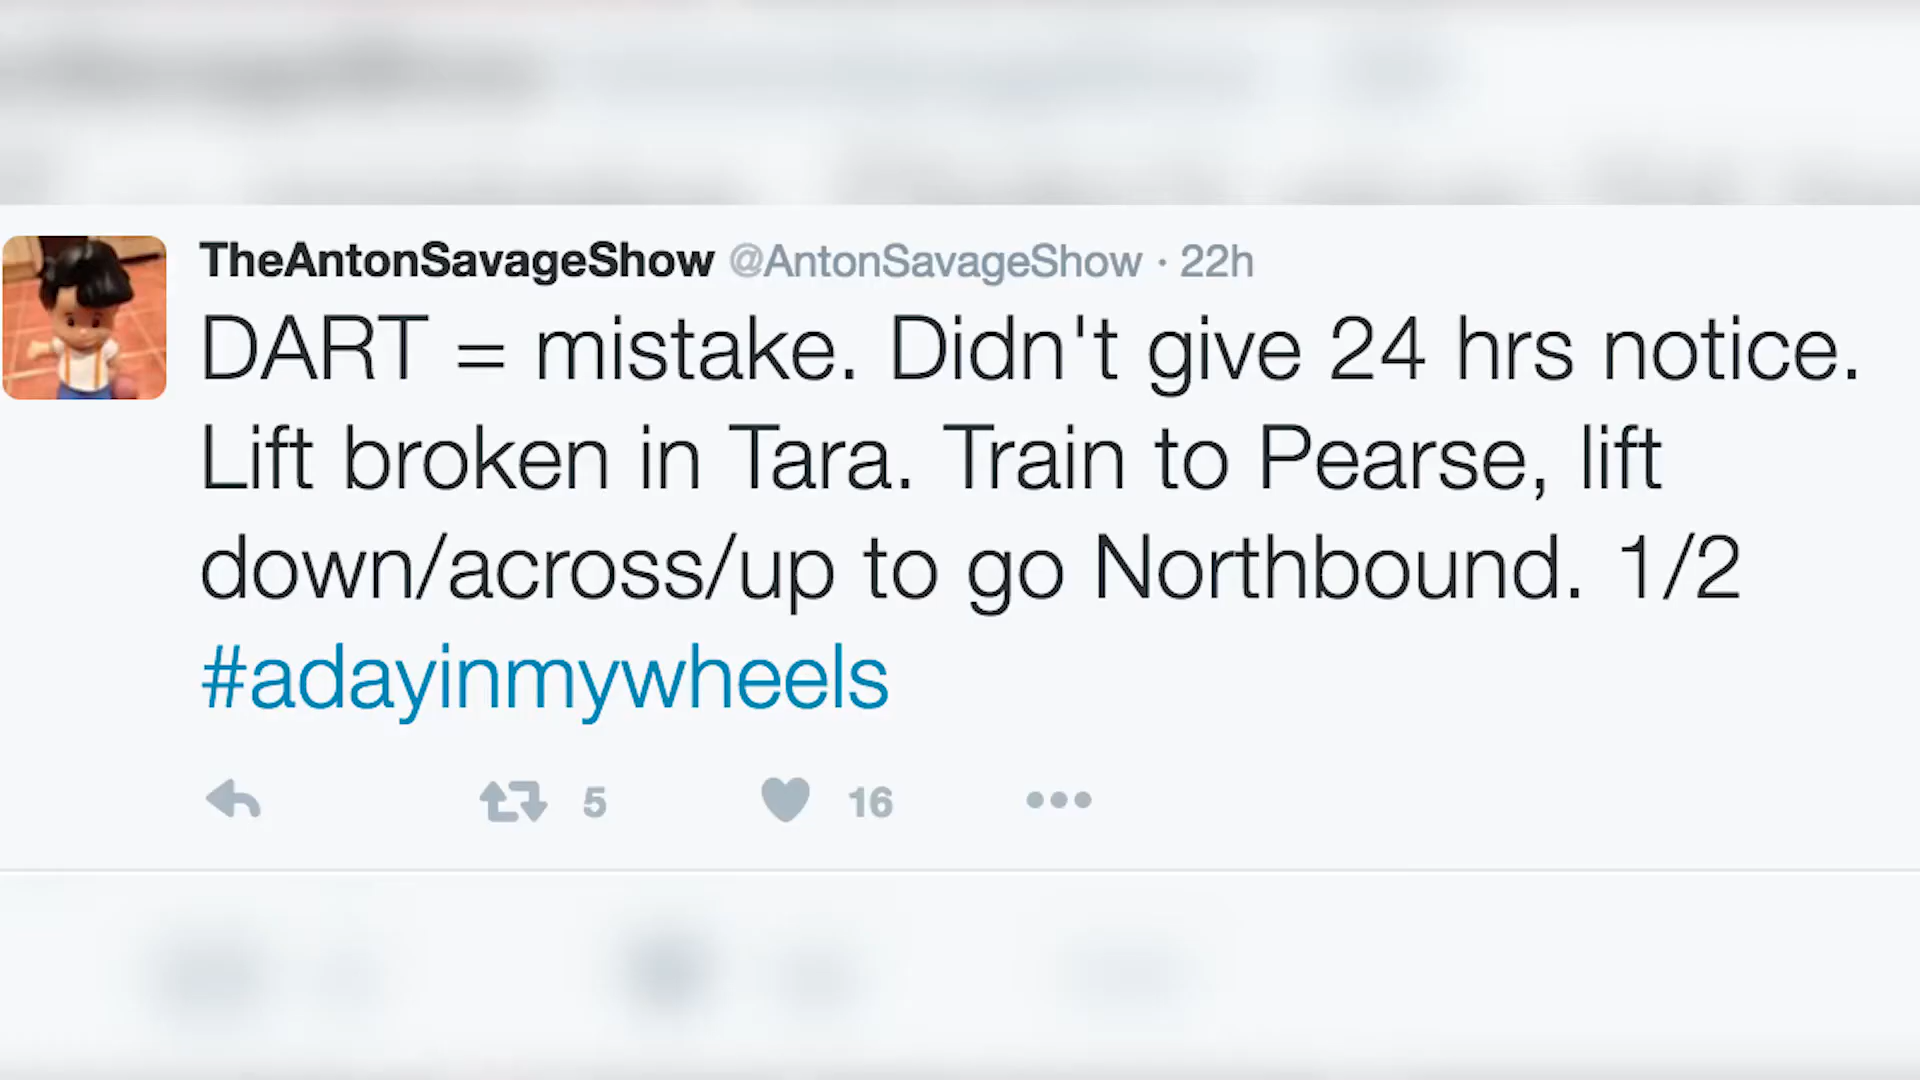 TheAntonSavageShow @AntonSavageShow · 22h
DART = mistake. Didn't give 24 hrs notice.
Lift broken in Tara. Train to Pearse, lift
down/across/up to go Northbound. 1/2
#adayinmywheels
5 16